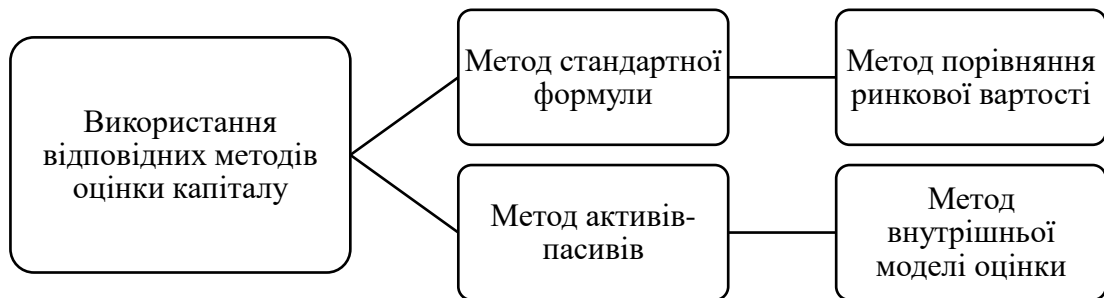 Використання
відповідних методів
оцінки капіталу
Метод стандартної
формули
Метод порівняння
ринкової вартості
Метод активів-
пасивів
Метод
внутрішньої
моделі оцінки